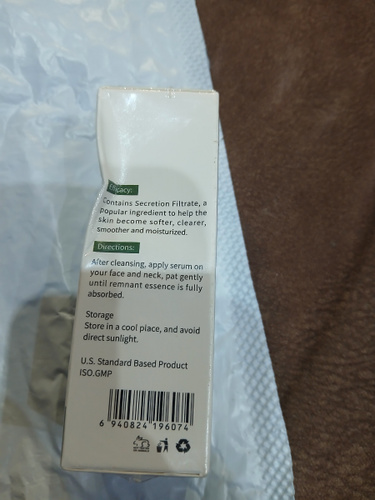 Efficacy:
Contains Secretion Filtrate, a
popular ingredient to help the
skin become softer, clearer,
smoother and moisturized.
Directions:
After cleansing, apply serum on
your face and neck, pat gently
until remnant essence is fully
absorbed.
Storage
Store in a cool place, and avoid
direct sunlight.
U.S. Standard Based Product
ISO.GMP
6 940824 196074